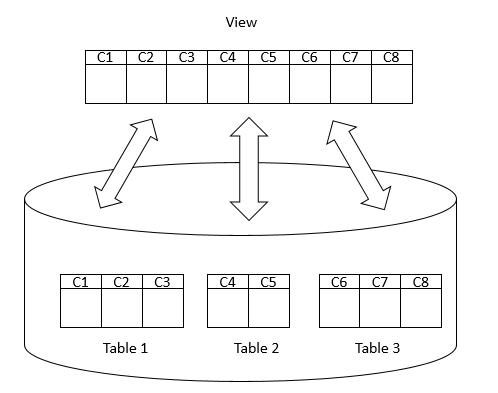 View
C1 C2 C3 C4 C5 C6 C7 C8
C1 C2 C3 C4 C5 C6 C7 C8
Table 1 Table 2 Table 3